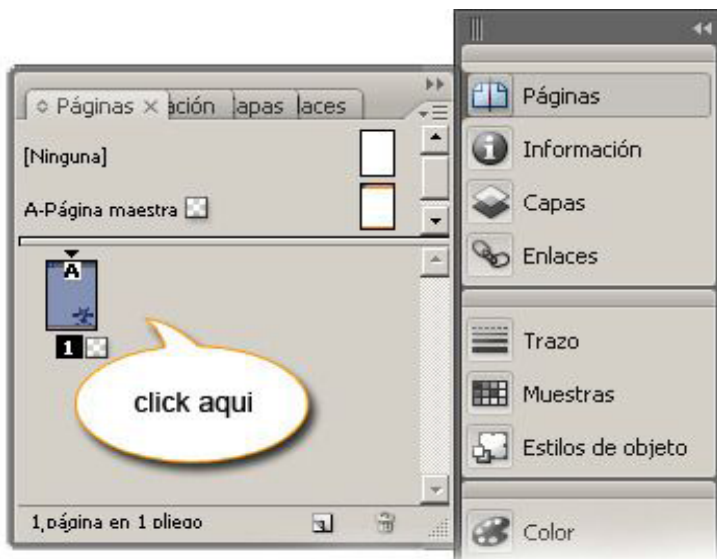 Páginas ación apas laces
[Ninguna]
A-Página maestra
A
1
click aqui
1 página en 1 pliego
Páginas
Información
Capas
Enlaces
Trazo
Muestras
Estilos de objeto
Color